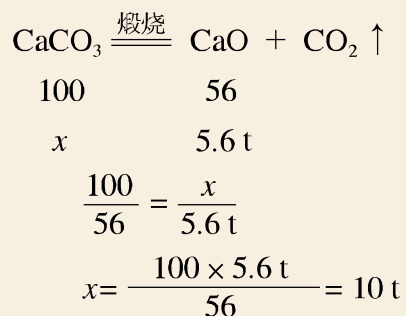 CaCO₃ 煅烧 CaO + CO₂ ↑
100 56
x 5.6 t
100/56 = x/5.6 t
x= 100 × 5.6 t/56 = 10 t